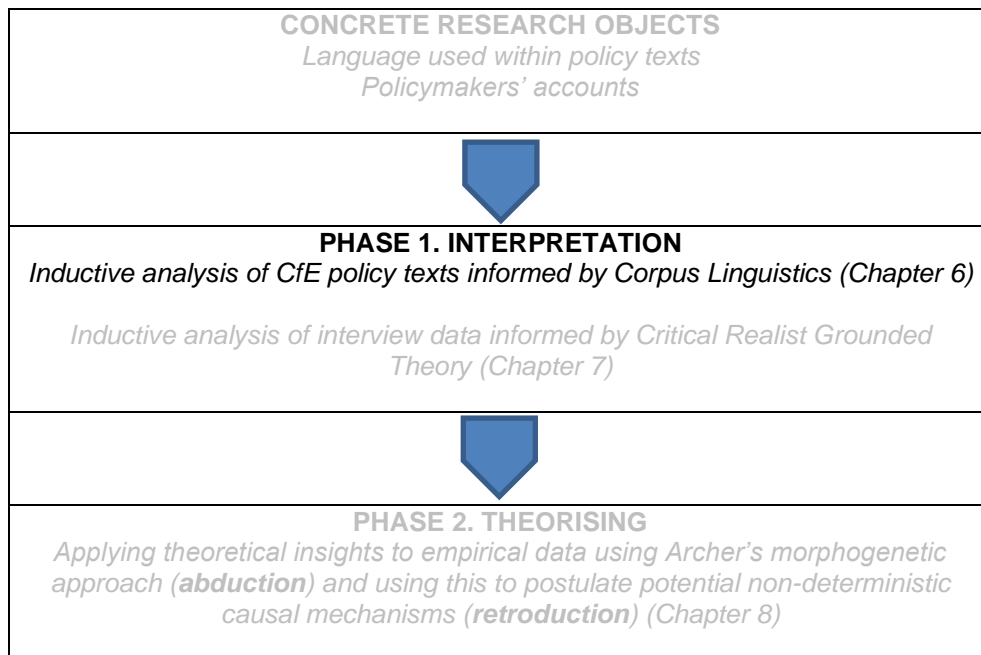 CONCRETE RESEARCH OBJECTS
Language used within policy texts
Policymakers’ accounts
PHASE 1. INTERPRETATION
Inductive analysis of CfE policy texts informed by Corpus Linguistics (Chapter 6)
Inductive analysis of interview data informed by Critical Realist Grounded
Theory (Chapter 7)
PHASE 2. THEORISING
Applying theoretical insights to empirical data using Archer’s morphogenetic
approach (abduction) and using this to postulate potential non-deterministic
causal mechanisms (retroduction) (Chapter 8)